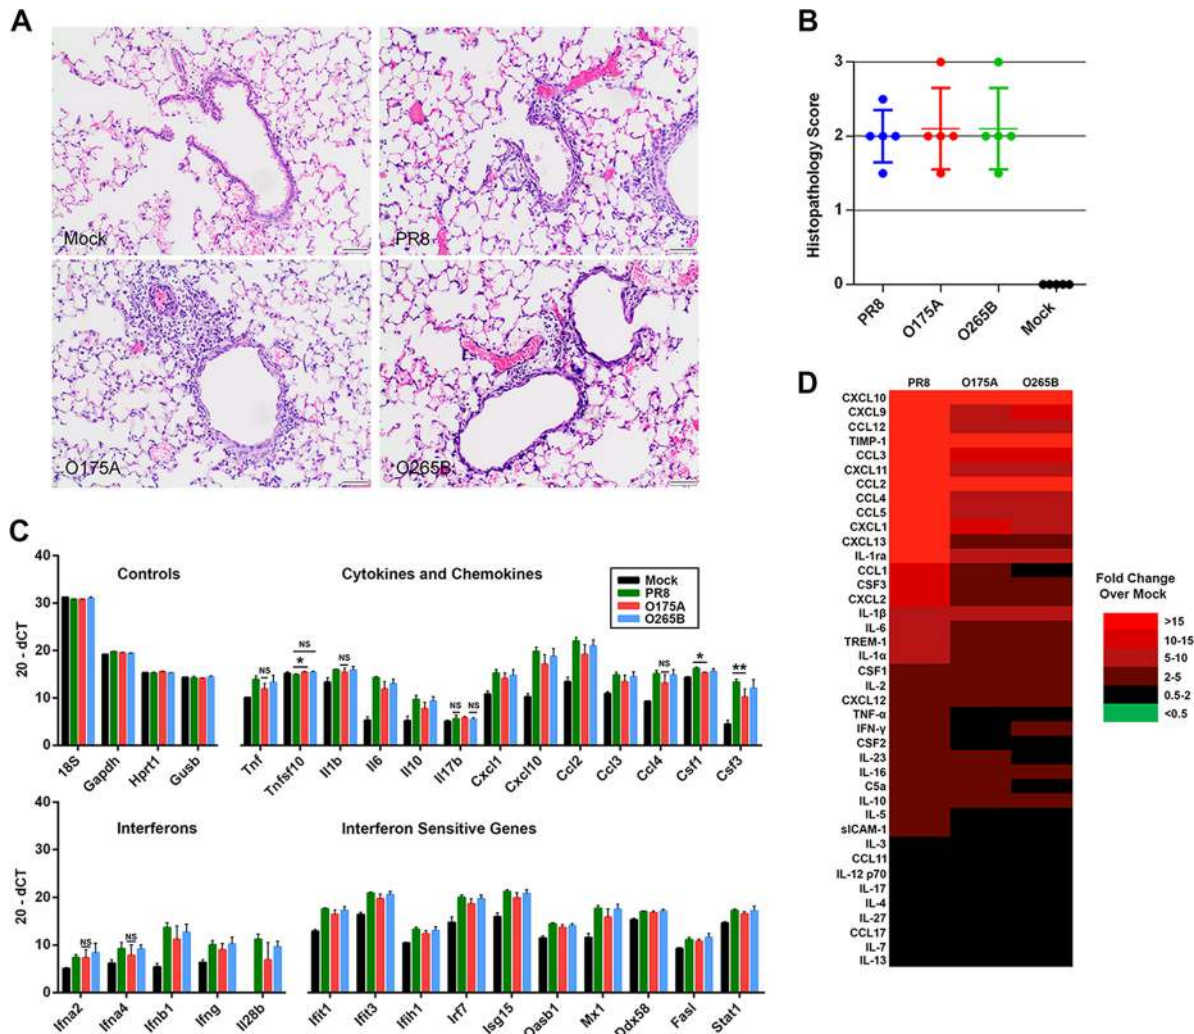 A
Mock
PR8
O175A
O265B
B
Histopathology Score
3
2
1
0
PR8
O175A
O265B
Mock
C
20 - dCT
40
30
20
10
0
Controls
Cytokines and Chemokines
Mock
PR8
O175A
O265B
NS
NS
*
NS
NS
NS
NS
*
**
18S
Gapdh
Hprt1
Gusb
Tnf
Tnfsf10
Il1b
Il6
Il10
Il17b
Cxcl1
Cxcl10
Ccl2
Ccl3
Ccl4
Csf1
Csf3
20 - dCT
40
30
20
10
0
Interferons
Interferon Sensitive Genes
NS
NS
Ifna2
Ifna4
Ifnb1
Ifng
Il28b
Ifit1
Ifit3
Ifih1
Irf7
Isg15
Oasb1
Mx1
Ddx58
Fasl
Stat1
D
PR8 O175A O265B
CXCL10
CXCL9
CCL12
TIMP-1
CCL3
CXCL11
CCL2
CCL4
CCL5
CXCL1
CXCL13
IL-1ra
CCL1
CSF3
CXCL2
IL-1β
IL-6
TREM-1
IL-1α
CSF1
IL-2
CXCL12
TNF-α
IFN-γ
CSF2
IL-23
IL-16
C5a
IL-10
IL-5
sICAM-1
IL-3
CCL11
IL-12 p70
IL-17
IL-4
IL-27
CCL17
IL-7
IL-13
Fold Change
Over Mock
>15
10-15
5-10
2-5
0.5-2
<0.5